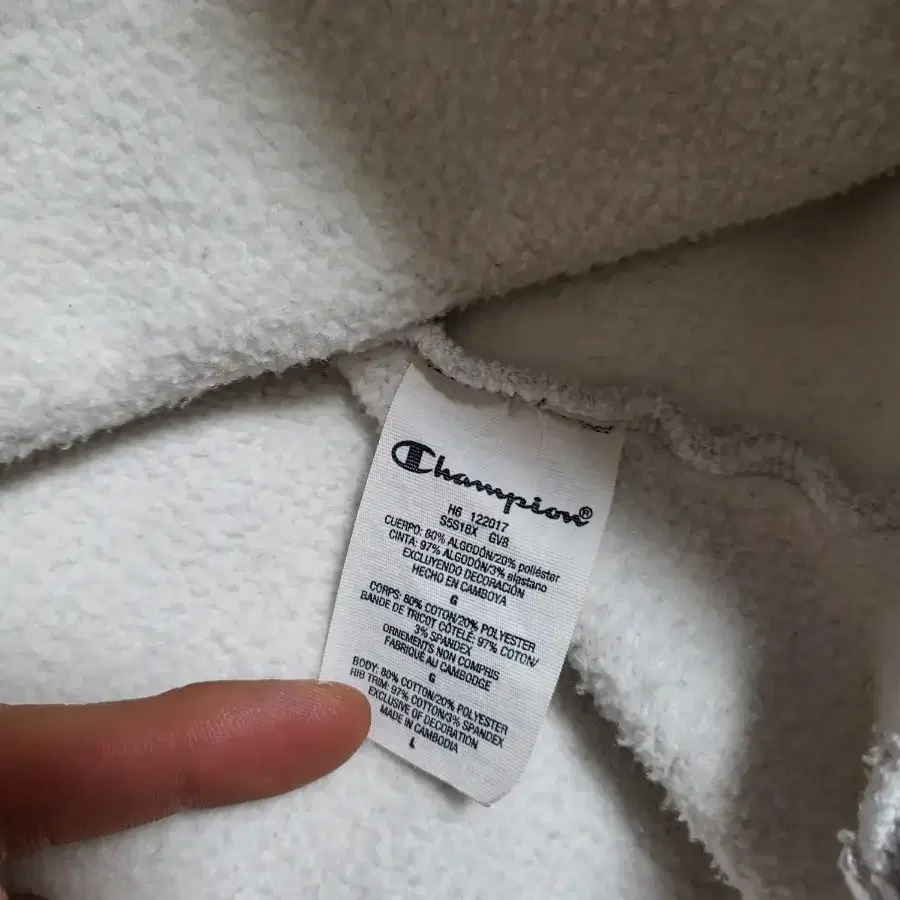 Champion®
H6 122017
S5S18X GV8
CUERPO: 80% ALGODÓN/20% poliéster
CINTA: 97% ALGODÓN/3% elastano
EXCLUYENDO DECORACIÓN
HECHO EN CAMBOYA
G
CORPS: 80% COTON/20% POLYESTER
BANDE DE TRICOT CÔTELÉ: 97% COTON/
3% SPANDEX
ORNEMENTS NON COMPRIS
FABRIQUÉ AU CAMBODGE
G
BODY: 80% COTTON/20% POLYESTER
RIB TRIM: 97% COTTON/3% SPANDEX
EXCLUSIVE OF DECORATION
MADE IN CAMBODIA
L